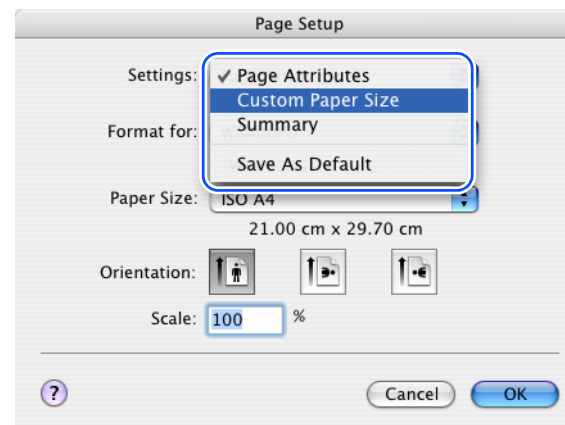 Page Setup
Settings:
✓ Page Attributes
Custom Paper Size
Summary
Save As Default
Format for:
Paper Size: ISO A4
21.00 cm x 29.70 cm
Orientation:
Scale: 100 %
? Cancel OK